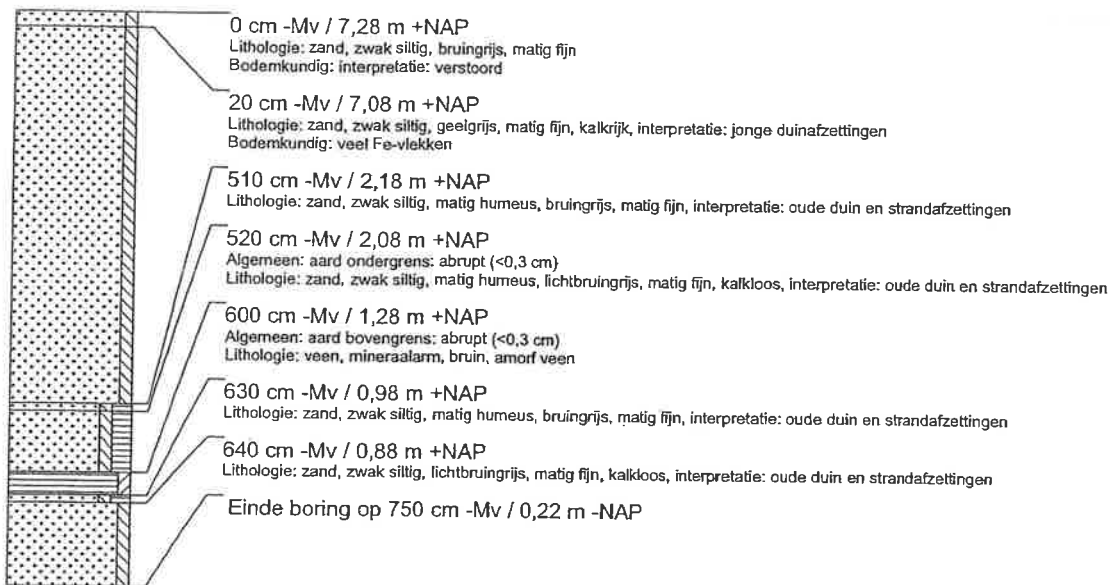 0 cm -Mv / 7,28 m +NAP
Lithologie: zand, zwak siltig, bruingrijs, matig fijn
Bodemkundig: interpretatie: verstoord
20 cm -Mv / 7,08 m +NAP
Lithologie: zand, zwak siltig, geelgrijs, matig fijn, kalkrijk, interpretatie: jonge duinafzettingen
Bodemkundig: veel Fe-vlekken
510 cm -Mv / 2,18 m +NAP
Lithologie: zand, zwak siltig, matig humeus, bruingrijs, matig fijn, interpretatie: oude duin en strandafzettingen
520 cm -Mv / 2,08 m +NAP
Algemeen: aard ondergrens: abrupt (<0,3 cm)
Lithologie: zand, zwak siltig, matig humeus, lichtbruingrijs, matig fijn, kalkloos, interpretatie: oude duin en strandafzettingen
600 cm -Mv / 1,28 m +NAP
Algemeen: aard bovengrens: abrupt (<0,3 cm)
Lithologie: veen, mineraalarm, bruin, amorf veen
630 cm -Mv / 0,98 m +NAP
Lithologie: zand, zwak siltig, matig humeus, bruingrijs, matig fijn, interpretatie: oude duin en strandafzettingen
640 cm -Mv / 0,88 m +NAP
Lithologie: zand, zwak siltig, lichtbruingrijs, matig fijn, kalkloos, interpretatie: oude duin en strandafzettingen
Einde boring op 750 cm -Mv / 0,22 m -NAP